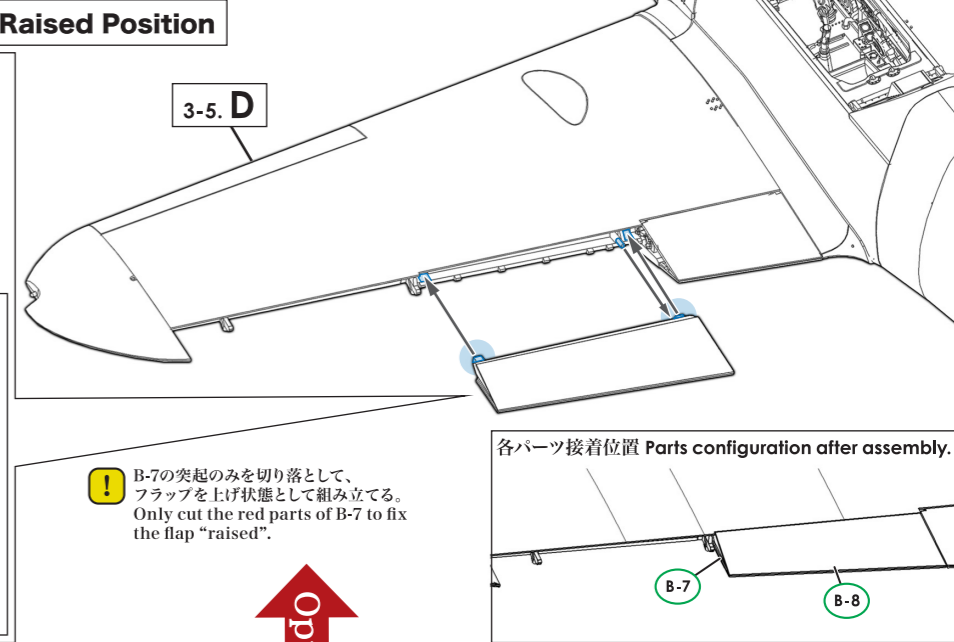 Raised Position
3-5. D
B-7の突起のみを切り落として、
フラップを上げ状態として組み立てる。
Only cut the red parts of B-7 to fix
the flap “raised”.
各パーツ接着位置 Parts configuration after assembly.
B-7
B-8